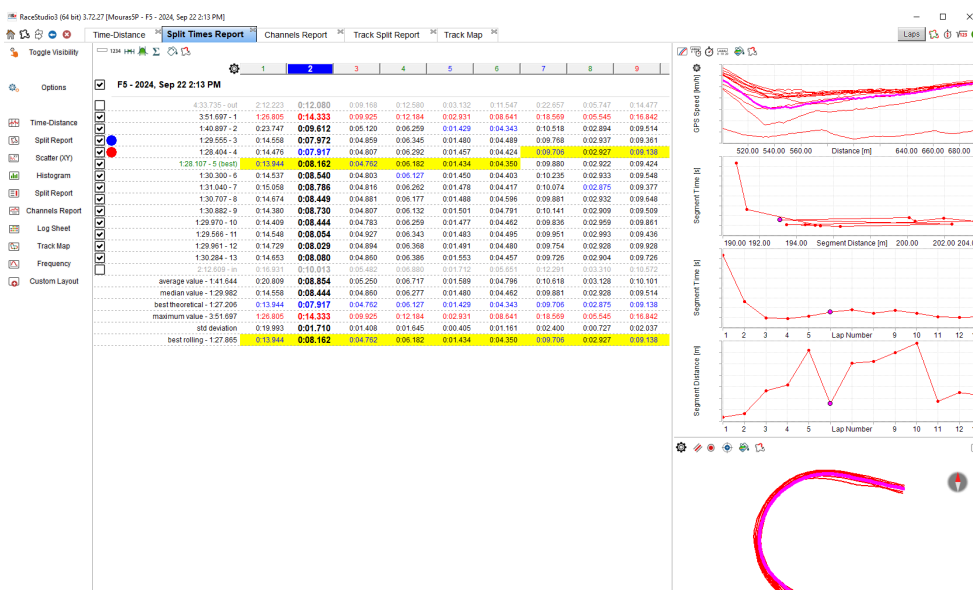 RaceStudio3 (64 bit) 3.72.27 [Mouras5P - F5 - 2024, Sep 22 2:13 PM]
Time-Distance Split Times Report Channels Report Track Split Report Track Map Laps
Toggle Visibility
Options
Time-Distance
Split Report
Scatter (XY)
Histogram
Split Report
Channels Report
Log Sheet
Track Map
Frequency
Custom Layout
1 2 3 4 5 6 7 8 9
F5 - 2024, Sep 22 2:13 PM
4:33.735 - out 2:12.223 0:12.080 0:09.168 0:12.580 0:03.132 0:11.547 0:22.657 0:05.747 0:14.477
3:51.697 - 1 1:26.805 0:14.333 0:09.925 0:12.184 0:02.931 0:08.641 0:18.569 0:05.545 0:16.842
1:40.897 - 2 0:23.747 0:09.612 0:05.120 0:06.259 0:01.429 0:04.343 0:10.518 0:02.894 0:09.514
1:29.555 - 3 0:14.558 0:07.972 0:04.859 0:06.345 0:01.480 0:04.489 0:09.768 0:02.937 0:09.361
1:28.404 - 4 0:14.476 0:07.917 0:04.807 0:06.292 0:01.457 0:04.424 0:09.706 0:02.927 0:09.138
1:28.107 - 5 (best) 0:13.944 0:08.162 0:04.762 0:06.182 0:01.434 0:04.350 0:09.880 0:02.922 0:09.424
1:30.300 - 6 0:14.537 0:08.540 0:04.803 0:06.127 0:01.450 0:04.403 0:10.235 0:02.933 0:09.548
1:31.040 - 7 0:15.058 0:08.786 0:04.816 0:06.262 0:01.478 0:04.417 0:10.074 0:02.875 0:09.377
1:30.707 - 8 0:14.674 0:08.449 0:04.881 0:06.177 0:01.488 0:04.596 0:09.881 0:02.932 0:09.648
1:30.882 - 9 0:14.380 0:08.730 0:04.807 0:06.132 0:01.501 0:04.791 0:10.141 0:02.909 0:09.509
1:29.970 - 10 0:14.409 0:08.444 0:04.783 0:06.259 0:01.477 0:04.462 0:09.836 0:02.959 0:09.861
1:29.566 - 11 0:14.548 0:08.054 0:04.927 0:06.343 0:01.483 0:04.495 0:09.951 0:02.993 0:09.436
1:29.961 - 12 0:14.729 0:08.029 0:04.894 0:06.368 0:01.491 0:04.480 0:09.754 0:02.928 0:09.928
1:30.284 - 13 0:14.653 0:08.080 0:04.860 0:06.386 0:01.553 0:04.457 0:09.726 0:02.904 0:09.726
2:12.609 - in 0:16.931 0:10.013 0:05.482 0:06.880 0:01.712 0:05.651 0:12.291 0:03.310 0:10.572
average value - 1:41.644 0:20.809 0:08.854 0:05.250 0:06.717 0:01.589 0:04.796 0:10.618 0:03.128 0:10.101
median value - 1:29.982 0:14.558 0:08.444 0:04.860 0:06.277 0:01.480 0:04.462 0:09.881 0:02.928 0:09.514
best theoretical - 1:27.206 0:13.944 0:07.917 0:04.762 0:06.127 0:01.429 0:04.343 0:09.706 0:02.875 0:09.138
maximum value - 3:51.697 1:26.805 0:14.333 0:09.925 0:12.184 0:02.931 0:08.641 0:18.569 0:05.545 0:16.842
std deviation 0:19.993 0:01.710 0:01.408 0:01.645 0:00.405 0:01.161 0:02.400 0:00.727 0:02.037
best rolling - 1:27.865 0:13.944 0:08.162 0:04.762 0:06.182 0:01.434 0:04.350 0:09.706 0:02.927 0:09.138
GPS Speed [km/h]
520.00 540.00 560.00 Distance [m] 640.00 660.00 680.00
Segment Time [s]
190.00 192.00 194.00 Segment Distance [m] 200.00 202.00 204.0
Segment Time [s]
1 2 3 4 5 Lap Number 9 10 11 12
Segment Distance [m]
1 2 3 4 5 Lap Number 9 10 11 12